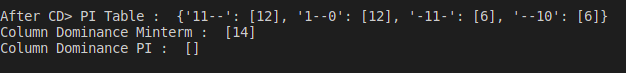 After CD> PI Table :  {'11--': [12], '1--0': [12], '-11-': [6], '--10': [6]}
Column Dominance Minterm :  [14]
Column Dominance PI :  []